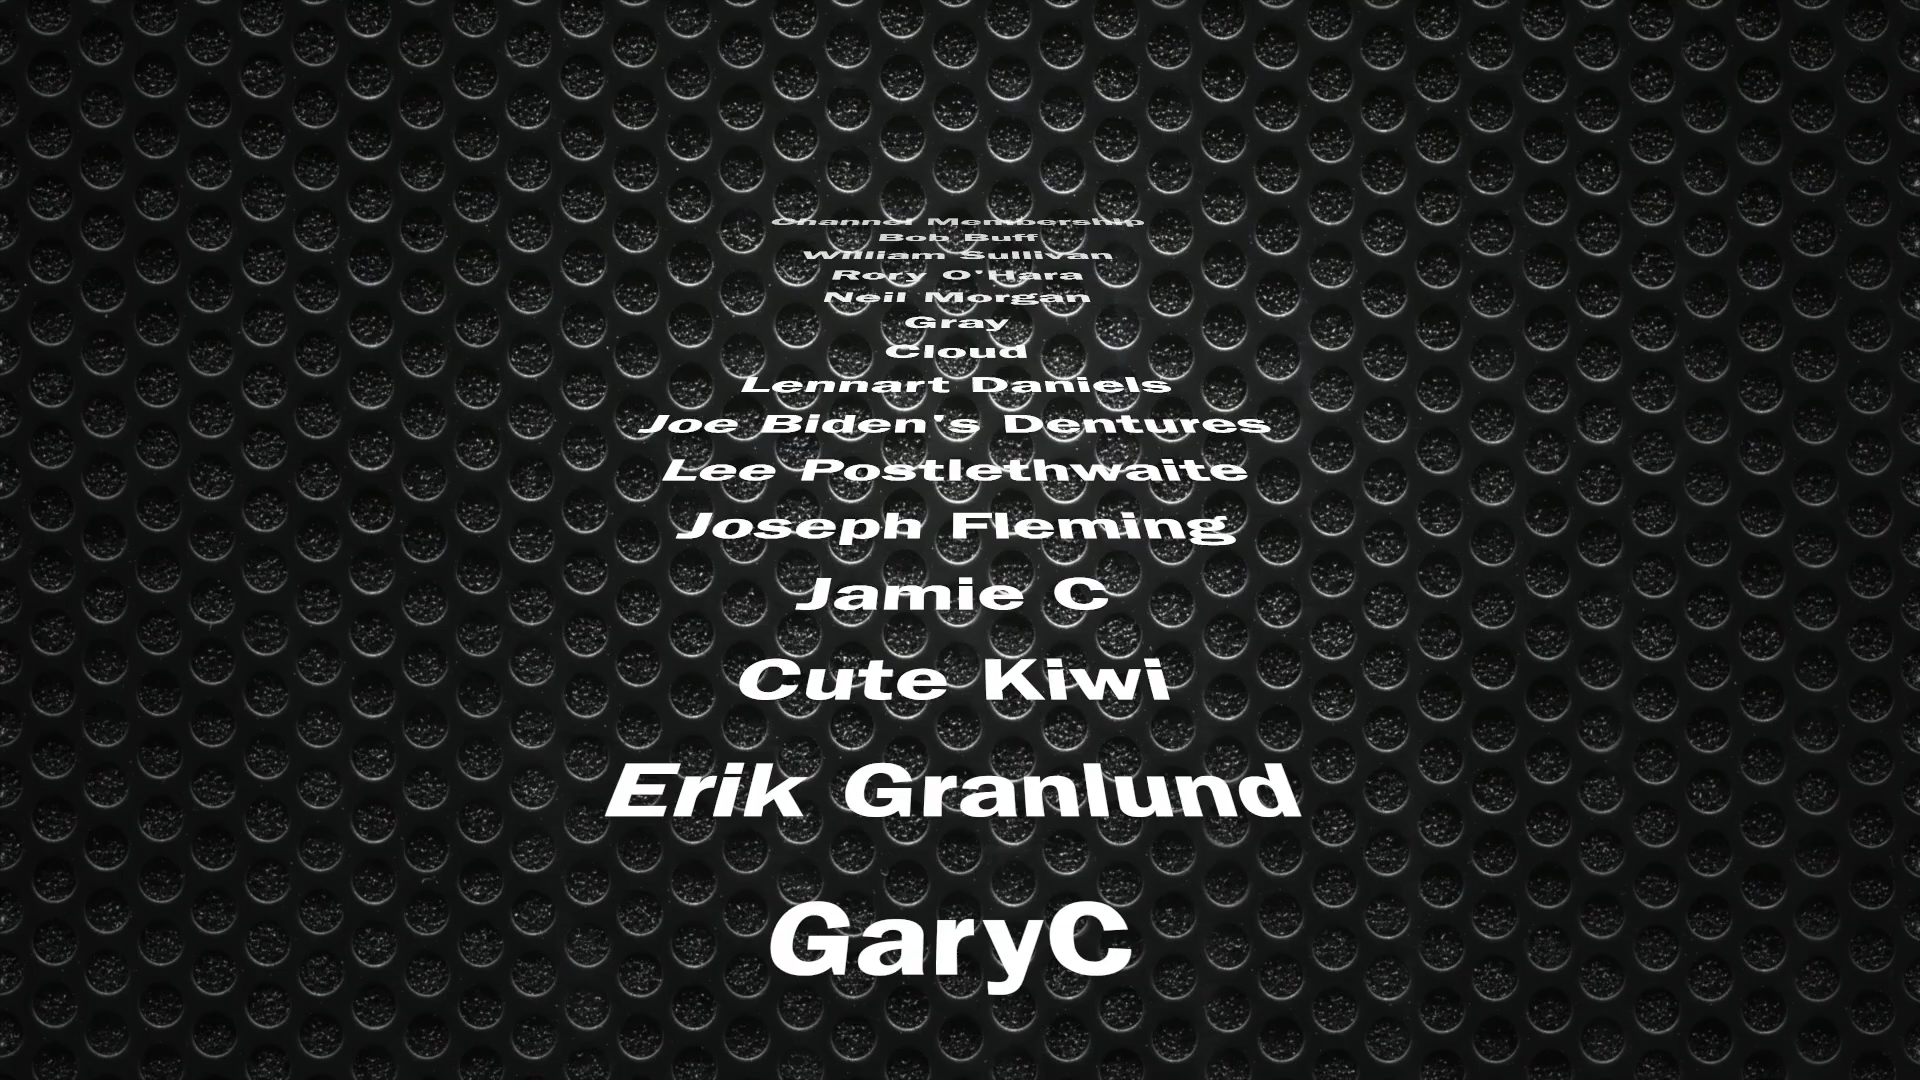 Channel Membership
Bob Buff
William Sullivan
Rory O'Hara
Neil Morgan
Gray
Cloud
Lennart Daniels
Joe Biden's Dentures
Lee Postlethwaite
Joseph Fleming
Jamie C
Cute Kiwi
Erik Granlund
GaryC